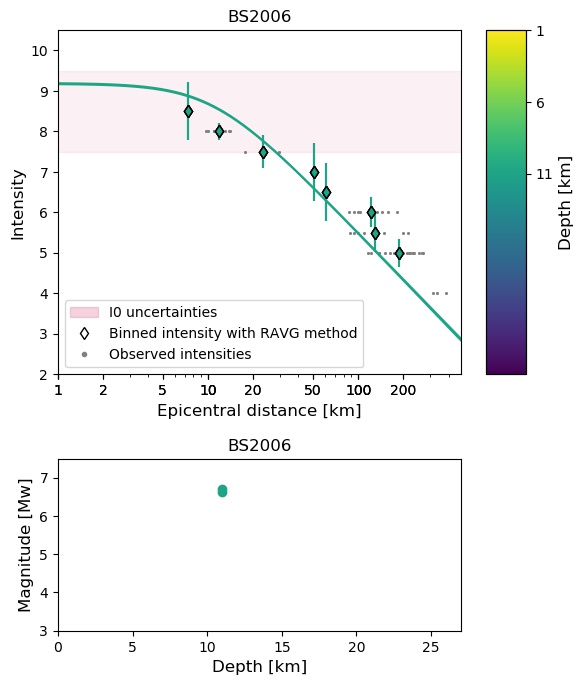 BS2006
10
9
8
7
6
5
4
3
2
Intensity
I0 uncertainties
Binned intensity with RAVG method
Observed intensities
1 2 5 10 20 50 100 200
Epicentral distance [km]
1
6
11
Depth [km]
BS2006
7
6
5
4
3
Magnitude [Mw]
0 5 10 15 20 25
Depth [km]